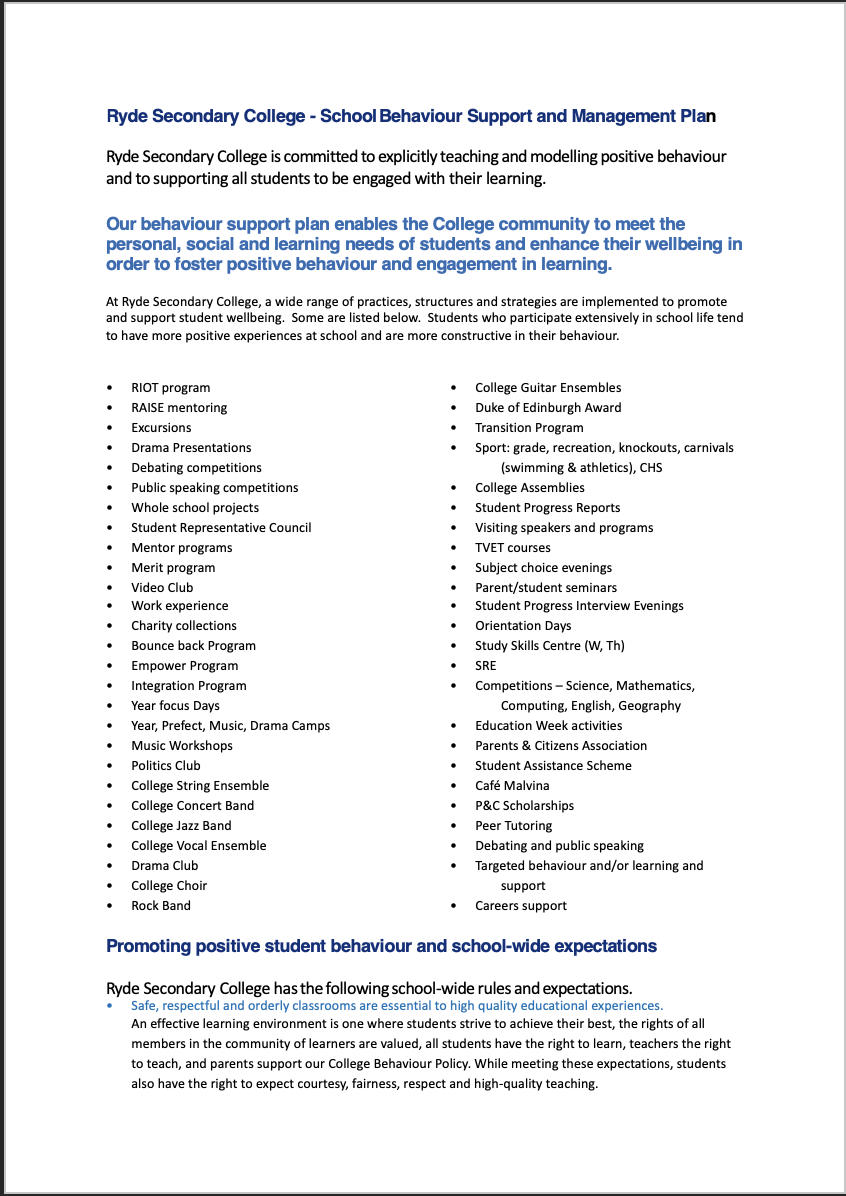 Ryde Secondary College - School Behaviour Support and Management Plan
Ryde Secondary College is committed to explicitly teaching and modelling positive behaviour
and to supporting all students to be engaged with their learning.
Our behaviour support plan enables the College community to meet the
personal, social and learning needs of students and enhance their wellbeing in
order to foster positive behaviour and engagement in learning.
At Ryde Secondary College, a wide range of practices, structures and strategies are implemented to promote
and support student wellbeing.  Some are listed below.  Students who participate extensively in school life tend
to have more positive experiences at school and are more constructive in their behaviour.
• RIOT program
• RAISE mentoring
• Excursions
• Drama Presentations
• Debating competitions
• Public speaking competitions
• Whole school projects
• Student Representative Council
• Mentor programs
• Merit program
• Video Club
• Work experience
• Charity collections
• Bounce back Program
• Empower Program
• Integration Program
• Year focus Days
• Year, Prefect, Music, Drama Camps
• Music Workshops
• Politics Club
• College String Ensemble
• College Concert Band
• College Jazz Band
• College Vocal Ensemble
• Drama Club
• College Choir
• Rock Band
• College Guitar Ensembles
• Duke of Edinburgh Award
• Transition Program
• Sport: grade, recreation, knockouts, carnivals
(swimming & athletics), CHS
• College Assemblies
• Student Progress Reports
• Visiting speakers and programs
• TVET courses
• Subject choice evenings
• Parent/student seminars
• Student Progress Interview Evenings
• Orientation Days
• Study Skills Centre (W, Th)
• SRE
• Competitions – Science, Mathematics,
Computing, English, Geography
• Education Week activities
• Parents & Citizens Association
• Student Assistance Scheme
• Café Malvina
• P&C Scholarships
• Peer Tutoring
• Debating and public speaking
• Targeted behaviour and/or learning and
support
• Careers support
Promoting positive student behaviour and school-wide expectations
Ryde Secondary College has the following school-wide rules and expectations.
• Safe, respectful and orderly classrooms are essential to high quality educational experiences.
An effective learning environment is one where students strive to achieve their best, the rights of all
members in the community of learners are valued, all students have the right to learn, teachers the right
to teach, and parents support our College Behaviour Policy. While meeting these expectations, students
also have the right to expect courtesy, fairness, respect and high-quality teaching.